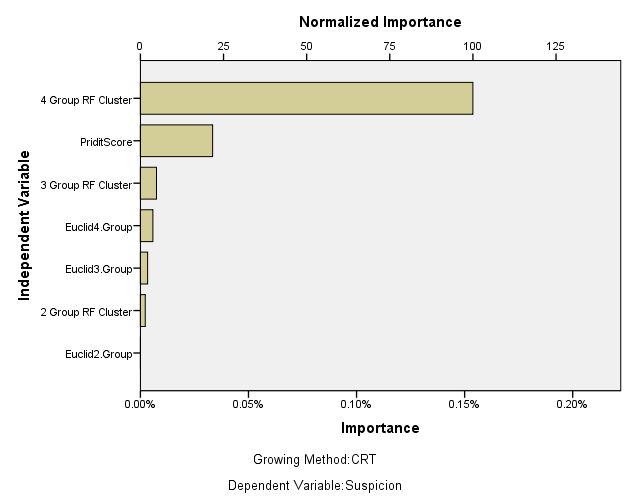 Normalized Importance
0 25 50 75 100 125
Independent Variable
4 Group RF Cluster
PriditScore
3 Group RF Cluster
Euclid4.Group
Euclid3.Group
2 Group RF Cluster
Euclid2.Group
0.00% 0.05% 0.10% 0.15% 0.20%
Importance
Growing Method:CRT
Dependent Variable:Suspicion